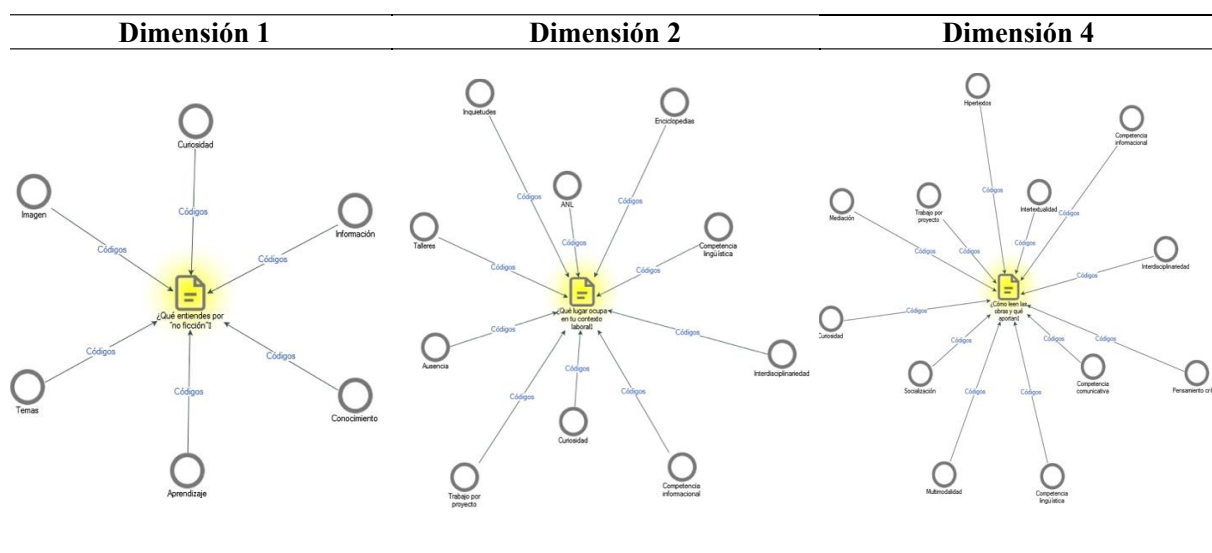 Dimensión 1
Dimensión 2
Dimensión 4
Curiosidad
Imagen
Información
Códigos
Códigos
Códigos
¿Qué entiendes por
"no ficción"
Códigos
Códigos
Códigos
Temas
Conocimiento
Aprendizaje
Inquietudes
Enciclopedias
ANL
Códigos
Códigos
Talleres
Competencia
lingüística
Códigos
Códigos
Códigos
¿Qué lugar ocupa
en tu contexto
laboral
Códigos
Códigos
Ausencia
Interdisciplinariedad
Códigos
Códigos
Códigos
Curiosidad
Trabajo por
proyecto
Competencia
informacional
Hipertextos
Competencia
informacional
Códigos
Mediación
Trabajo por
proyecto
Intertextualidad
Códigos
Códigos
Códigos
Códigos
Interdisciplinariedad
Códigos
¿Cómo leen las
obras y qué
aportan
Códigos
Curiosidad
Códigos
Códigos
Códigos
Socialización
Códigos
Códigos
Competencia
comunicativa
Pensamiento crí
Multimodalidad
Competencia
lingüística